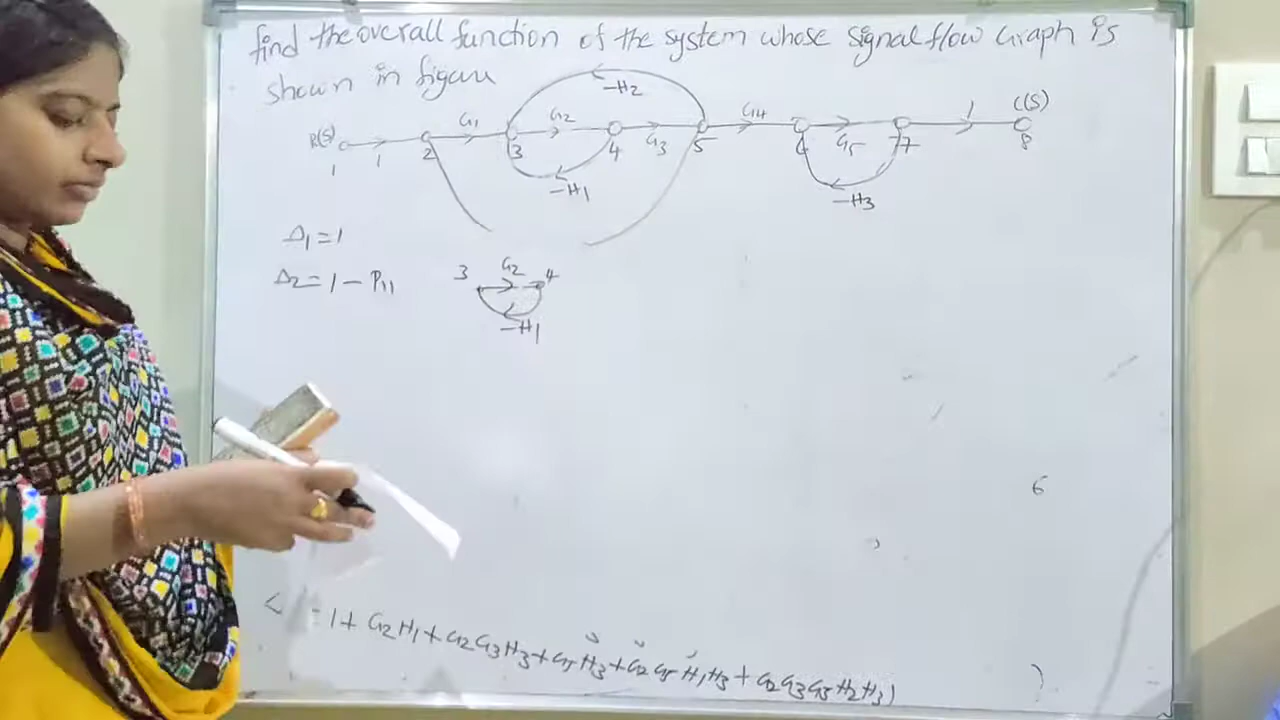 find the overall function of the system whose signal flow Graph is
shown in figure
-H2
R(S) 1 1 2 G1 3 G2 4 G3 5 G4 6 G5 7 1 C(S) 8
-H1
-H3
Δ1 = 1
Δ2 = 1 - P11
3 G2 4
-H1
6
= 1 + G2H1 + G2G3H3 + G5H3 + G2G5H1H3 + G2G3G5H2H3)